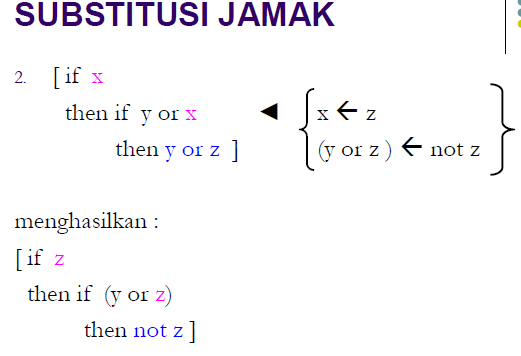 SUBSTITUSI JAMAK
2. [ if x
then if y or x ◄ { x ← z
then y or z ] (y or z ) ← not z }
menghasilkan :
[ if z
then if (y or z)
then not z ]